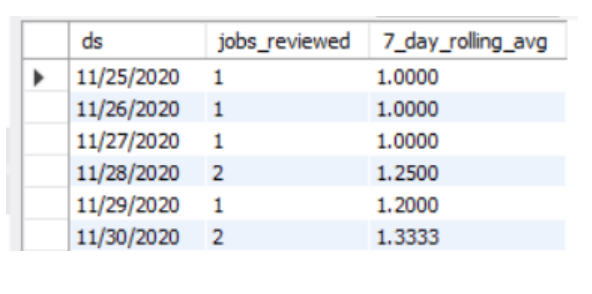 ds jobs_reviewed 7_day_rolling_avg
11/25/2020 1 1.0000
11/26/2020 1 1.0000
11/27/2020 1 1.0000
11/28/2020 2 1.2500
11/29/2020 1 1.2000
11/30/2020 2 1.3333